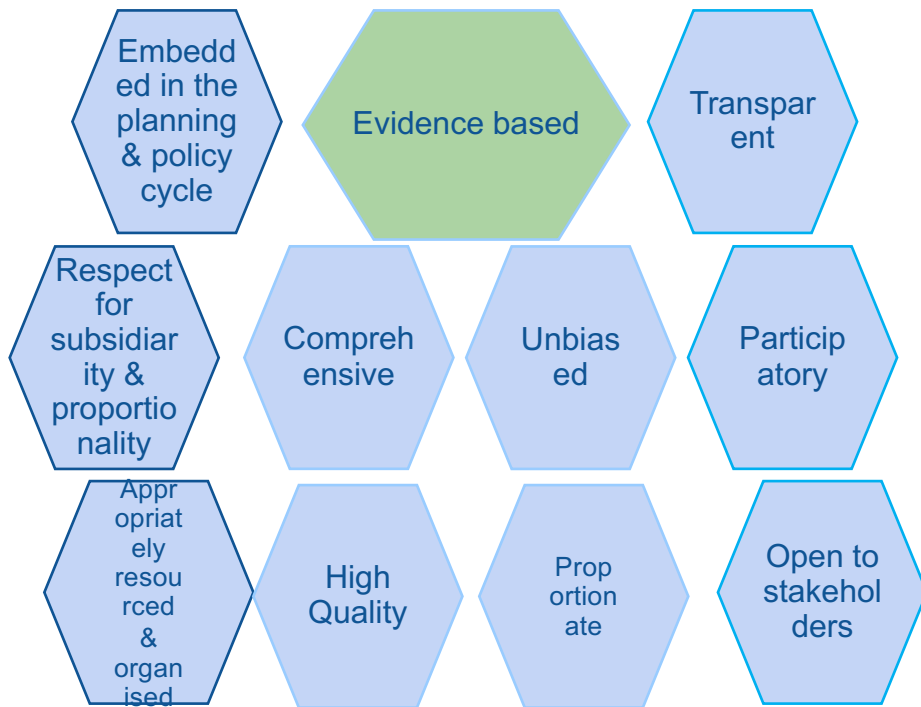 Embedd
ed in the
planning
& policy
cycle
Evidence based
Transpar
ent
Respect
for
subsidiar
ity &
proportio
nality
Compreh
ensive
Unbias
ed
Particip
atory
Appr
opriat
ely
resou
rced
&
organ
ised
High
Quality
Prop
ortion
ate
Open to
stakehol
ders